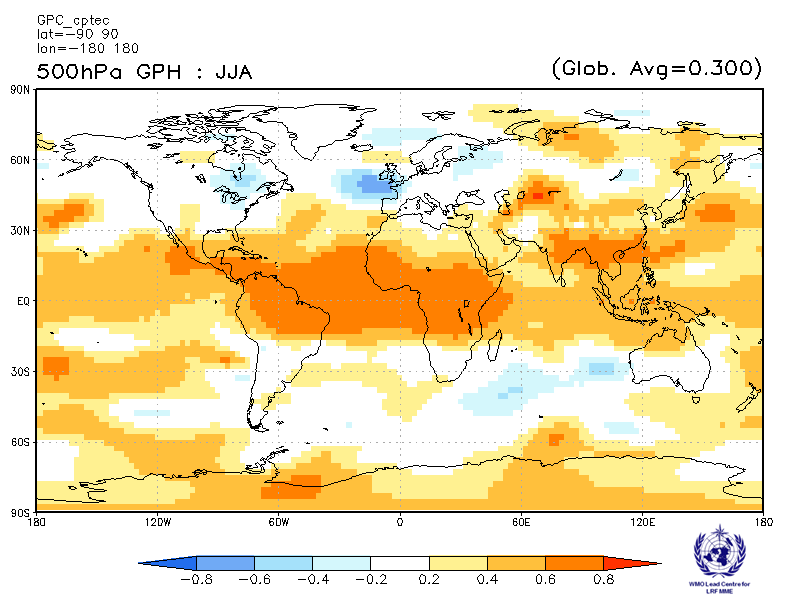 GPC_cptec
lat=−90 90
lon=−180 180
500hPa GPH : JJA
(Glob. Avg=0.300)
90N
60N
30N
EQ
30S
60S
90S
180 120W 60W 0 60E 120E 180
−0.8 −0.6 −0.4 −0.2 0.2 0.4 0.6 0.8
WMO Lead Centre for
LRF MME